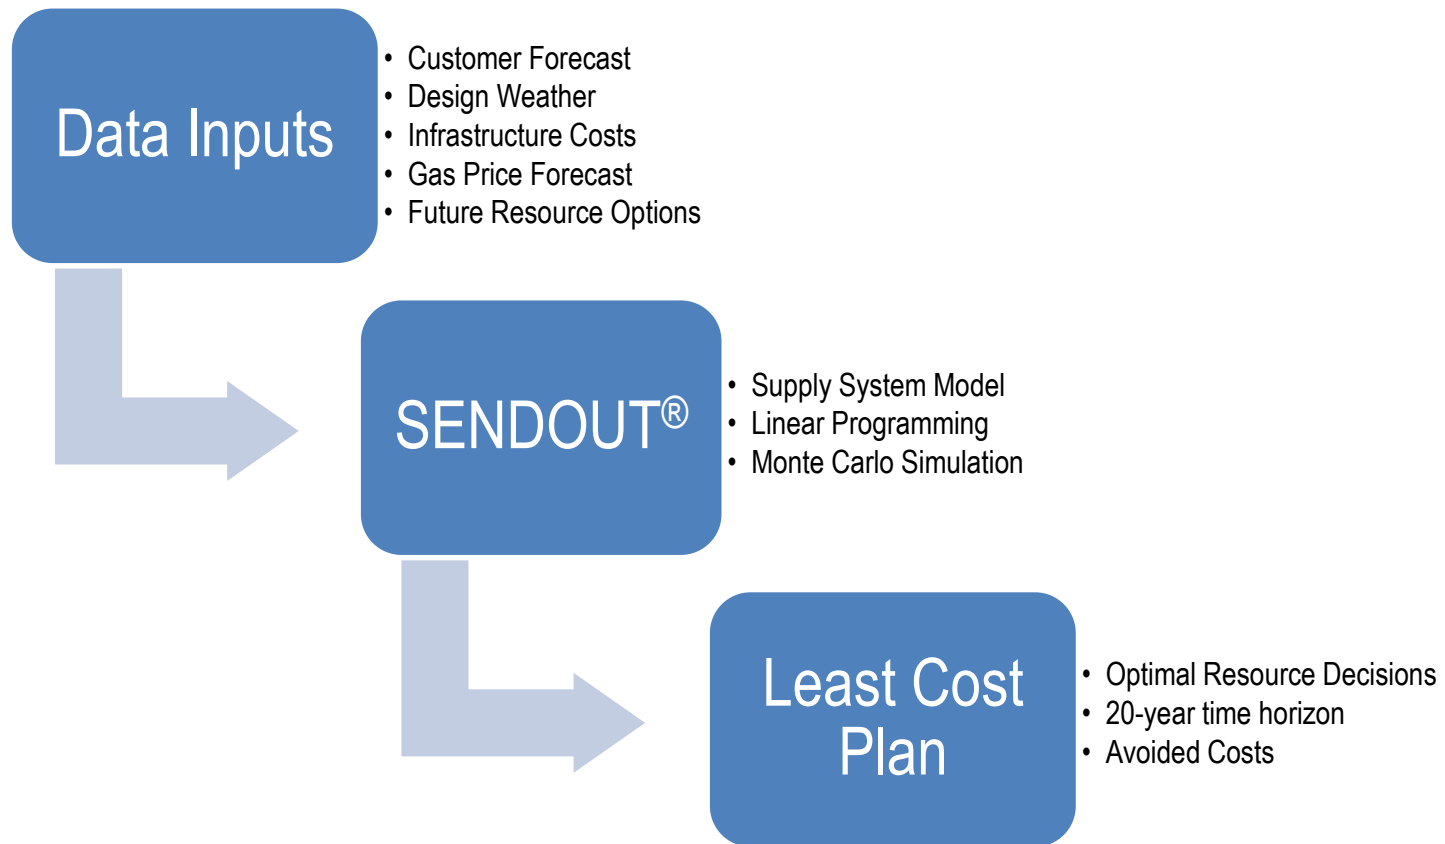 Data Inputs
• Customer Forecast
• Design Weather
• Infrastructure Costs
• Gas Price Forecast
• Future Resource Options
SENDOUT®
• Supply System Model
• Linear Programming
• Monte Carlo Simulation
Least Cost
Plan
• Optimal Resource Decisions
• 20-year time horizon
• Avoided Costs